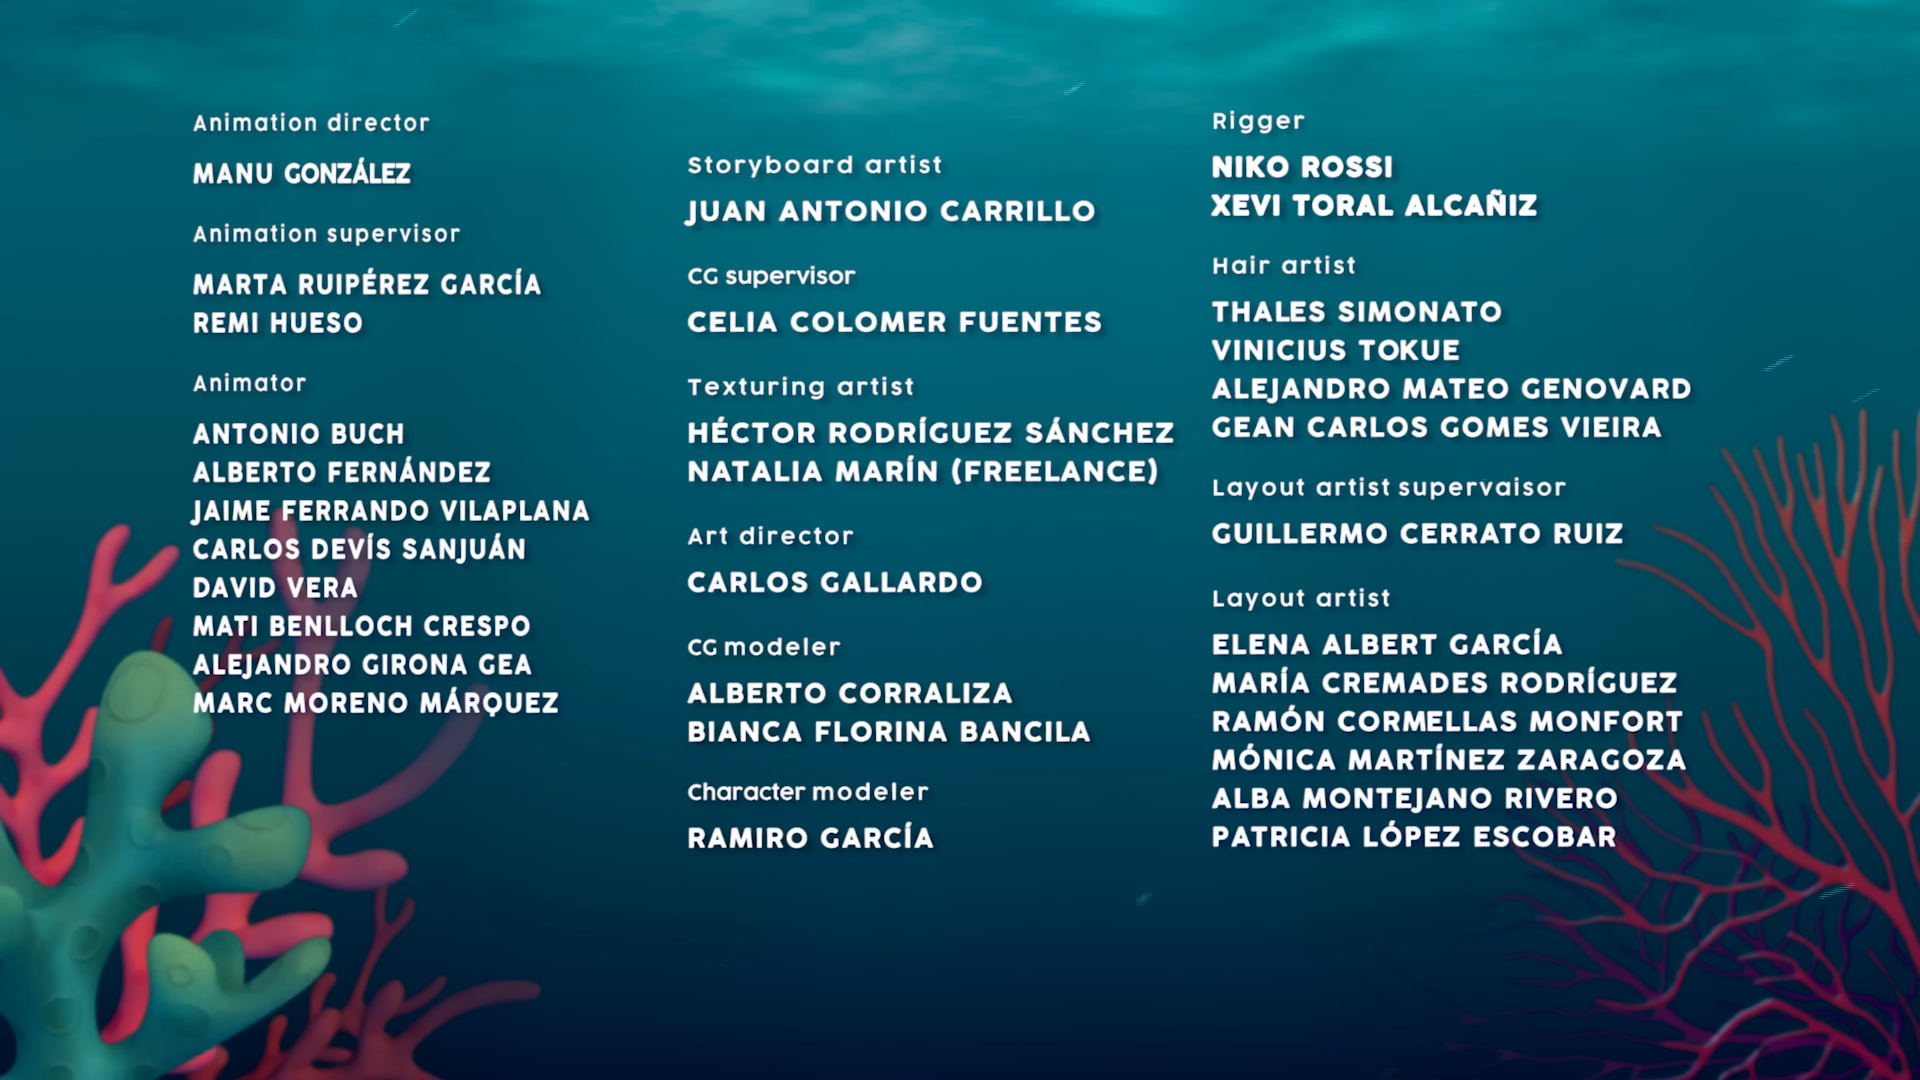 Animation director
MANU GONZÁLEZ
Animation supervisor
MARTA RUIPÉREZ GARCÍA
REMI HUESO
Animator
ANTONIO BUCH
ALBERTO FERNÁNDEZ
JAIME FERRANDO VILAPLANA
CARLOS DEVÍS SANJUÁN
DAVID VERA
MATI BENLLOCH CRESPO
ALEJANDRO GIRONA GEA
MARC MORENO MÁRQUEZ
Storyboard artist
JUAN ANTONIO CARRILLO
CG supervisor
CELIA COLOMER FUENTES
Texturing artist
HÉCTOR RODRÍGUEZ SÁNCHEZ
NATALIA MARÍN (FREELANCE)
Art director
CARLOS GALLARDO
CG modeler
ALBERTO CORRALIZA
BIANCA FLORINA BANCILA
Character modeler
RAMIRO GARCÍA
Rigger
NIKO ROSSI
XEVI TORAL ALCAÑIZ
Hair artist
THALES SIMONATO
VINICIUS TOKUE
ALEJANDRO MATEO GENOVARD
GEAN CARLOS GOMES VIEIRA
Layout artist supervaisor
GUILLERMO CERRATO RUIZ
Layout artist
ELENA ALBERT GARCÍA
MARÍA CREMADES RODRÍGUEZ
RAMÓN CORMELLAS MONFORT
MÓNICA MARTÍNEZ ZARAGOZA
ALBA MONTEJANO RIVERO
PATRICIA LÓPEZ ESCOBAR